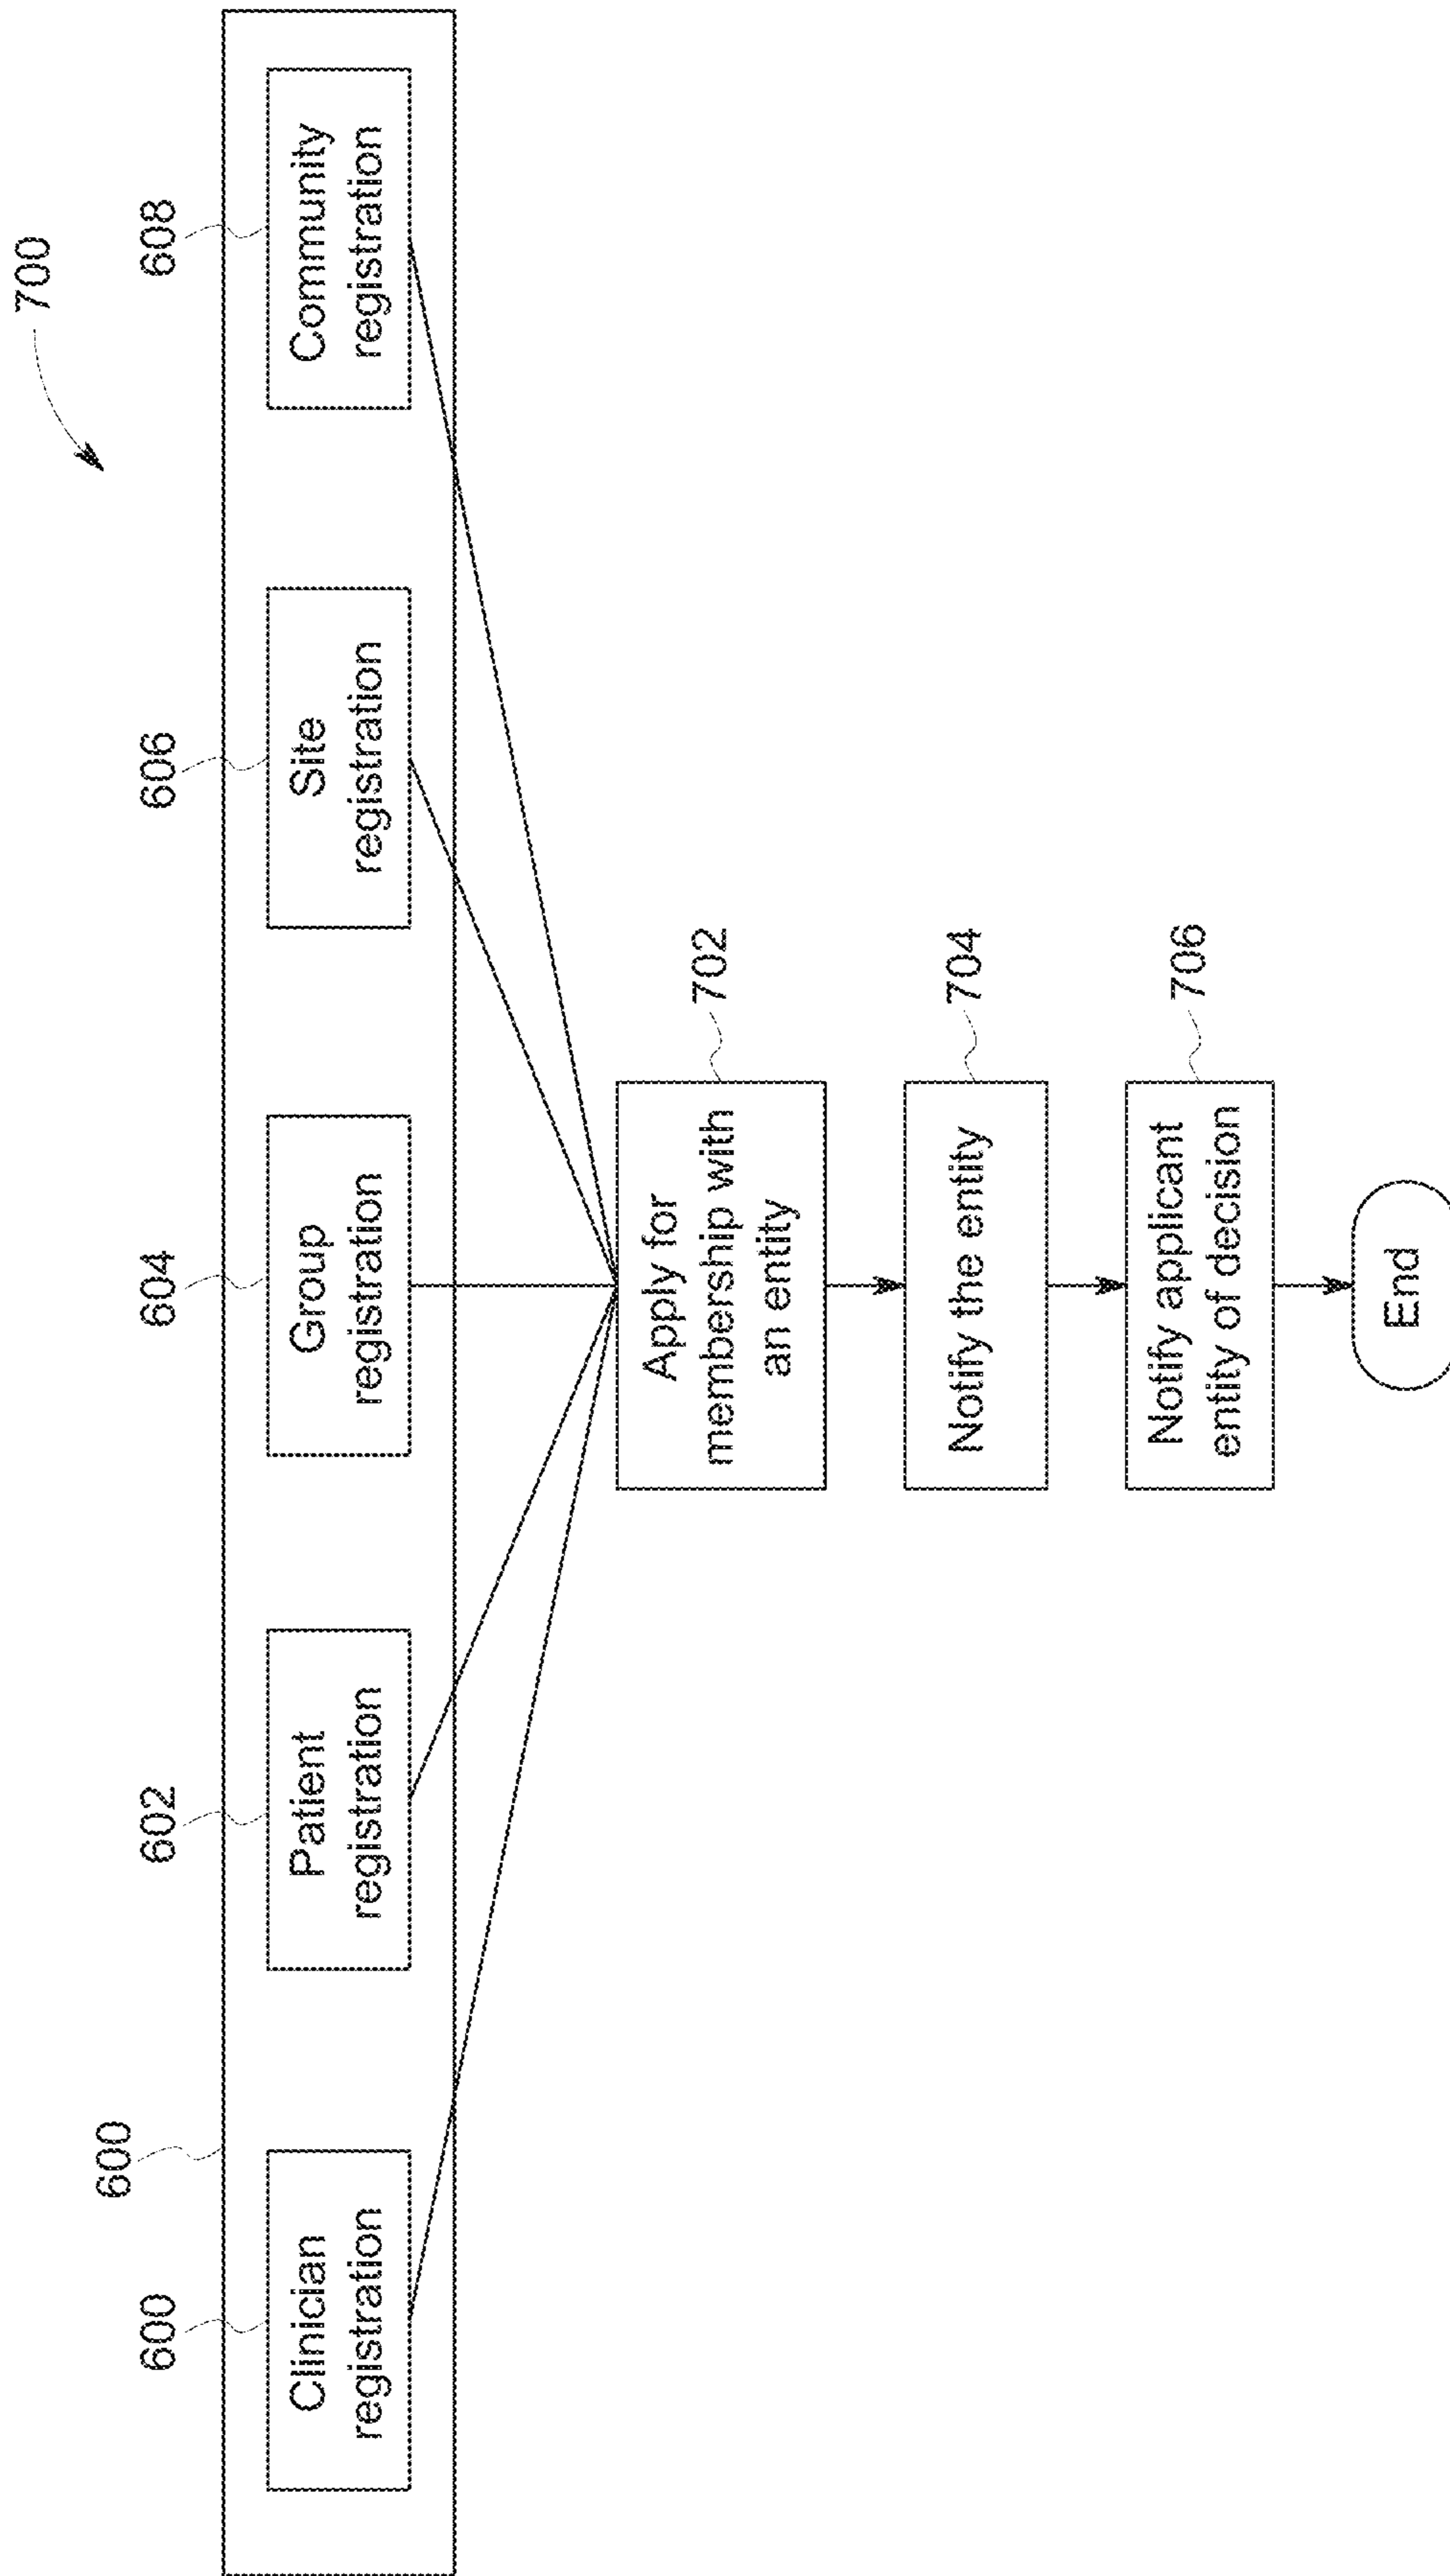 700
600
600
602
604
606
608
Clinician
registration
Patient
registration
Group
registration
Site
registration
Community
registration
Apply for
membership with
an entity
702
Notify the entity
704
Notify applicant
entity of decision
706
End